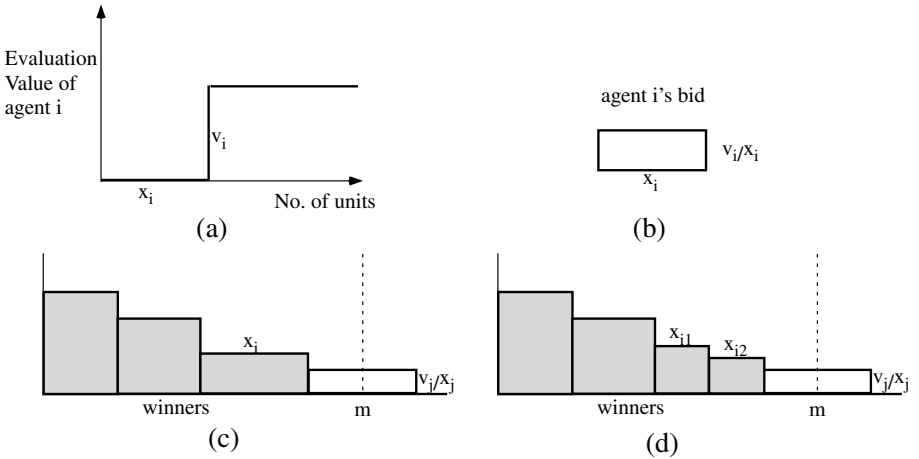 Evaluation
Value of
agent i
v_i
x_i
No. of units
(a)
agent i's bid
v_i/x_i
x_i
(b)
x_i
v_j/x_j
winners
m
(c)
x_i1
x_i2
v_j/x_j
winners
m
(d)